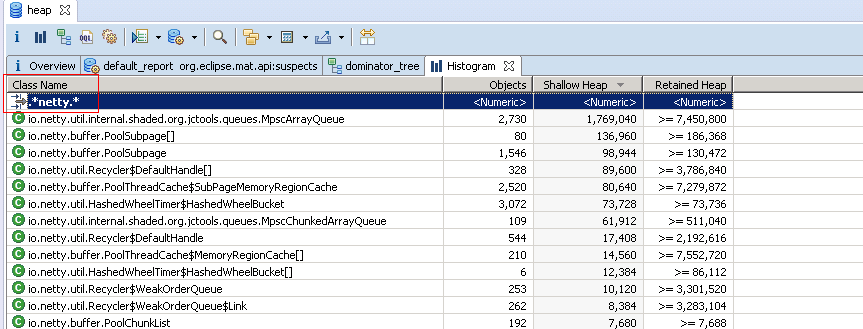 heap
OQL
i Overview default_report org.eclipse.mat.api:suspects dominator_tree Histogram
Class Name Objects Shallow Heap Retained Heap
.*netty.* <Numeric> <Numeric> <Numeric>
io.netty.util.internal.shaded.org.jctools.queues.MpscArrayQueue 2,730 1,769,040 >= 7,450,800
io.netty.buffer.PoolSubpage[] 80 136,960 >= 186,368
io.netty.buffer.PoolSubpage 1,546 98,944 >= 130,472
io.netty.util.Recycler$DefaultHandle[] 328 89,600 >= 3,786,840
io.netty.buffer.PoolThreadCache$SubPageMemoryRegionCache 2,520 80,640 >= 7,279,872
io.netty.util.HashedWheelTimer$HashedWheelBucket 3,072 73,728 >= 73,736
io.netty.util.internal.shaded.org.jctools.queues.MpscChunkedArrayQueue 109 61,912 >= 511,040
io.netty.util.Recycler$DefaultHandle 544 17,408 >= 2,192,616
io.netty.buffer.PoolThreadCache$MemoryRegionCache[] 210 14,560 >= 7,552,720
io.netty.util.HashedWheelTimer$HashedWheelBucket[] 6 12,384 >= 86,112
io.netty.util.Recycler$WeakOrderQueue 253 10,120 >= 3,301,520
io.netty.util.Recycler$WeakOrderQueue$Link 262 8,384 >= 3,283,104
io.netty.buffer.PoolChunkList 192 7,680 >= 7,688